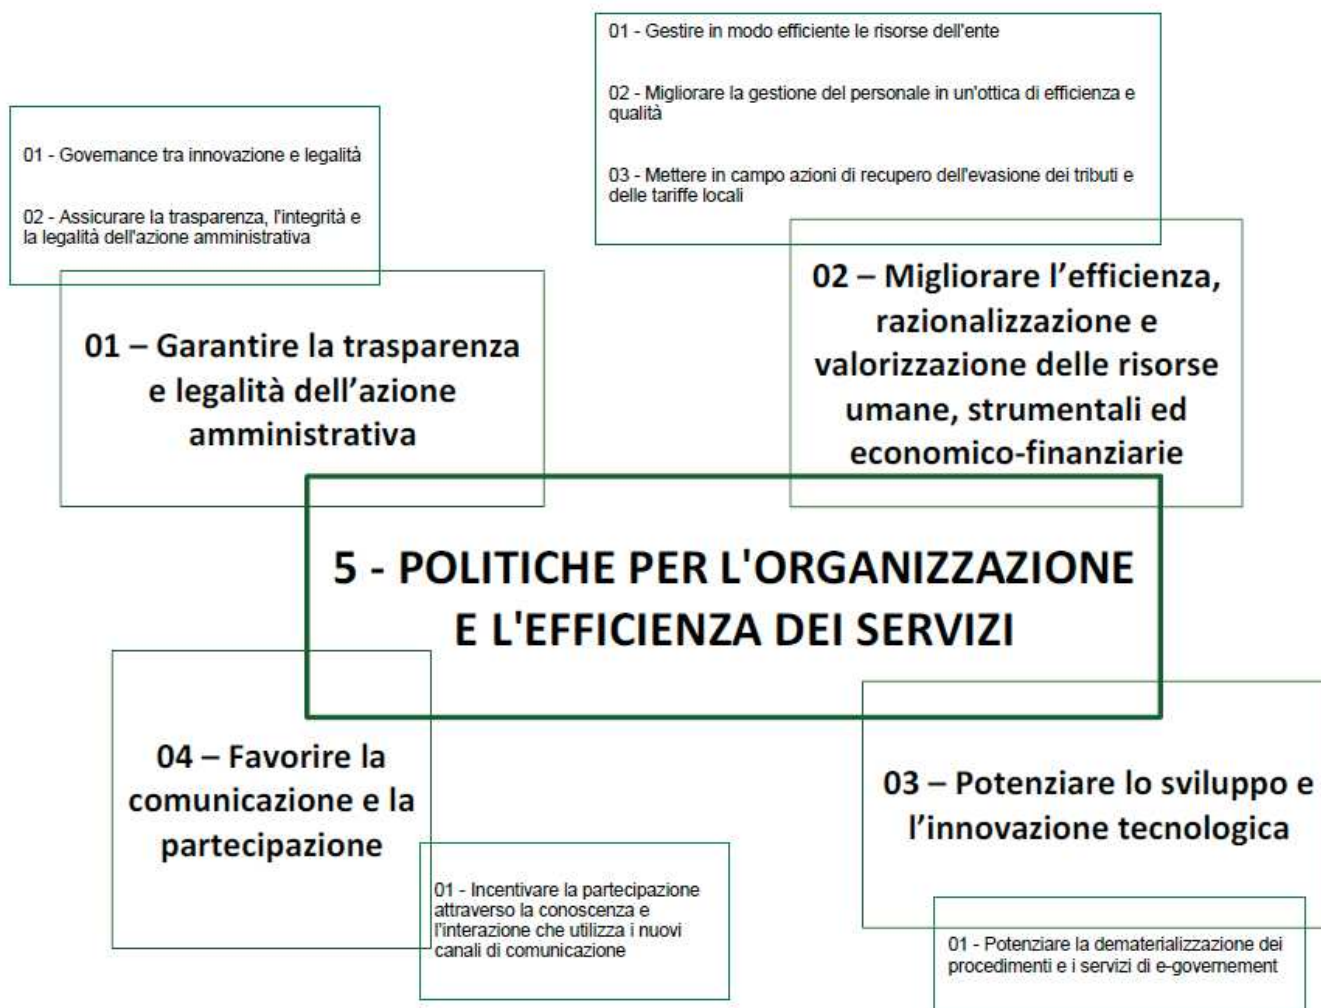 01 - Gestire in modo efficiente le risorse dell'ente
02 - Migliorare la gestione del personale in un'ottica di efficienza e
qualità
03 - Mettere in campo azioni di recupero dell'evasione dei tributi e
delle tariffe locali
01 - Governance tra innovazione e legalità
02 - Assicurare la trasparenza, l'integrità e
la legalità dell'azione amministrativa
01 – Garantire la trasparenza
e legalità dell’azione
amministrativa
02 – Migliorare l’efficienza,
razionalizzazione e
valorizzazione delle risorse
umane, strumentali ed
economico-finanziarie
5 - POLITICHE PER L'ORGANIZZAZIONE
E L'EFFICIENZA DEI SERVIZI
04 – Favorire la
comunicazione e la
partecipazione
03 – Potenziare lo sviluppo e
l’innovazione tecnologica
01 - Incentivare la partecipazione
attraverso la conoscenza e
l'interazione che utilizza i nuovi
canali di comunicazione
01 - Potenziare la dematerializzazione dei
procedimenti e i servizi di e-governement